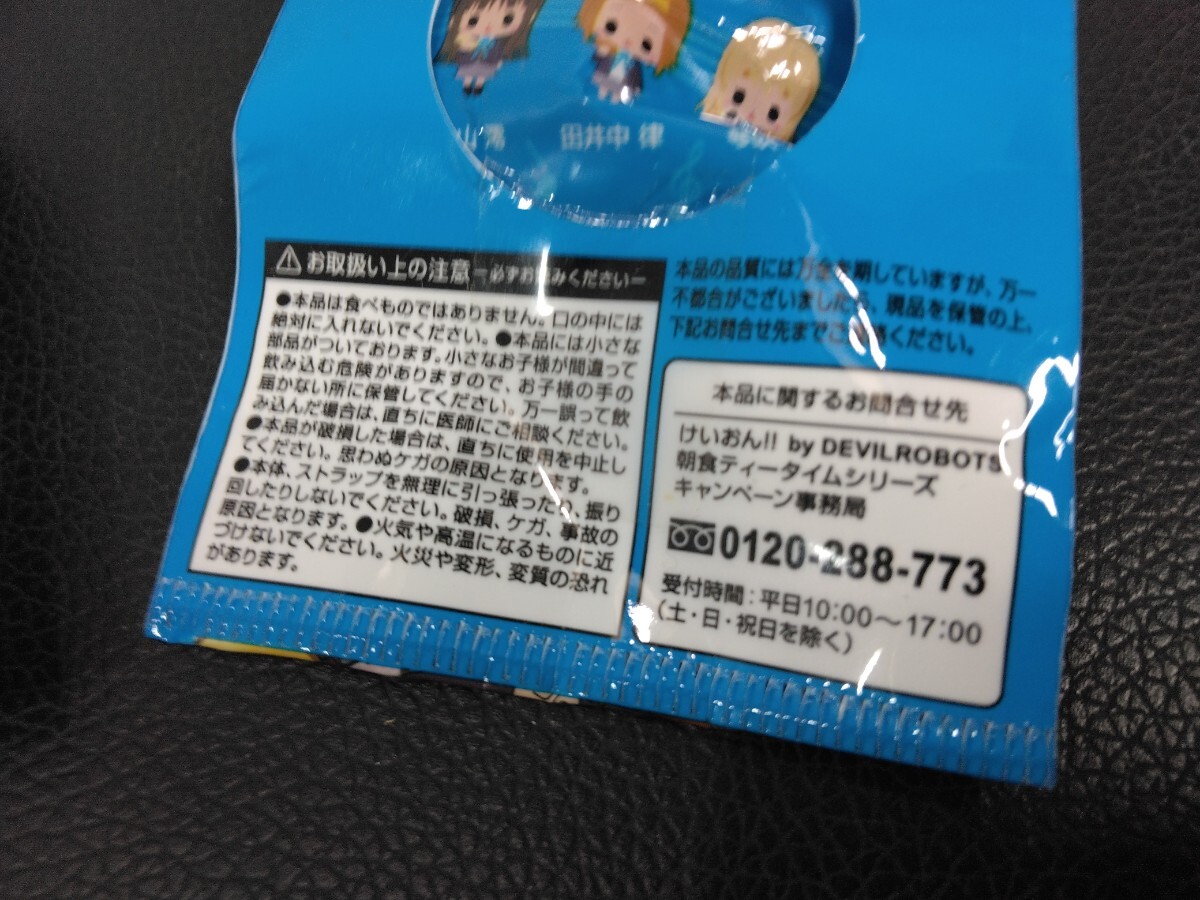 田井中 律
⚠お取扱い上の注意 ー必ずお読みくださいー
●本品は食べものではありません。口の中には
絶対に入れないでください。●本品には小さな
部品がついております。小さなお子様が間違って
飲み込む危険がありますので、お子様の手の
届かない所に保管してください。万一誤って飲
み込んだ場合は、直ちに医師にご相談ください。
●本品が破損した場合は、直ちに使用を中止し
てください。思わぬケガの原因となります。
●本体、ストラップを無理に引っ張ったり、振り
回したりしないでください。破損、ケガ、事故の
原因となります。●火気や高温になるものに近
づけないでください。火災や変形、変質の恐れ
があります。
本品の品質には万全を期していますが、万一
不都合がございましたら、現品を保管の上、
下記お問合せ先までご連絡ください。
本品に関するお問合せ先
けいおん!! by DEVILROBOTS
朝食ティータイムシリーズ
キャンペーン事務局
0120-288-773
受付時間：平日10:00～17:00
(土・日・祝日を除く)